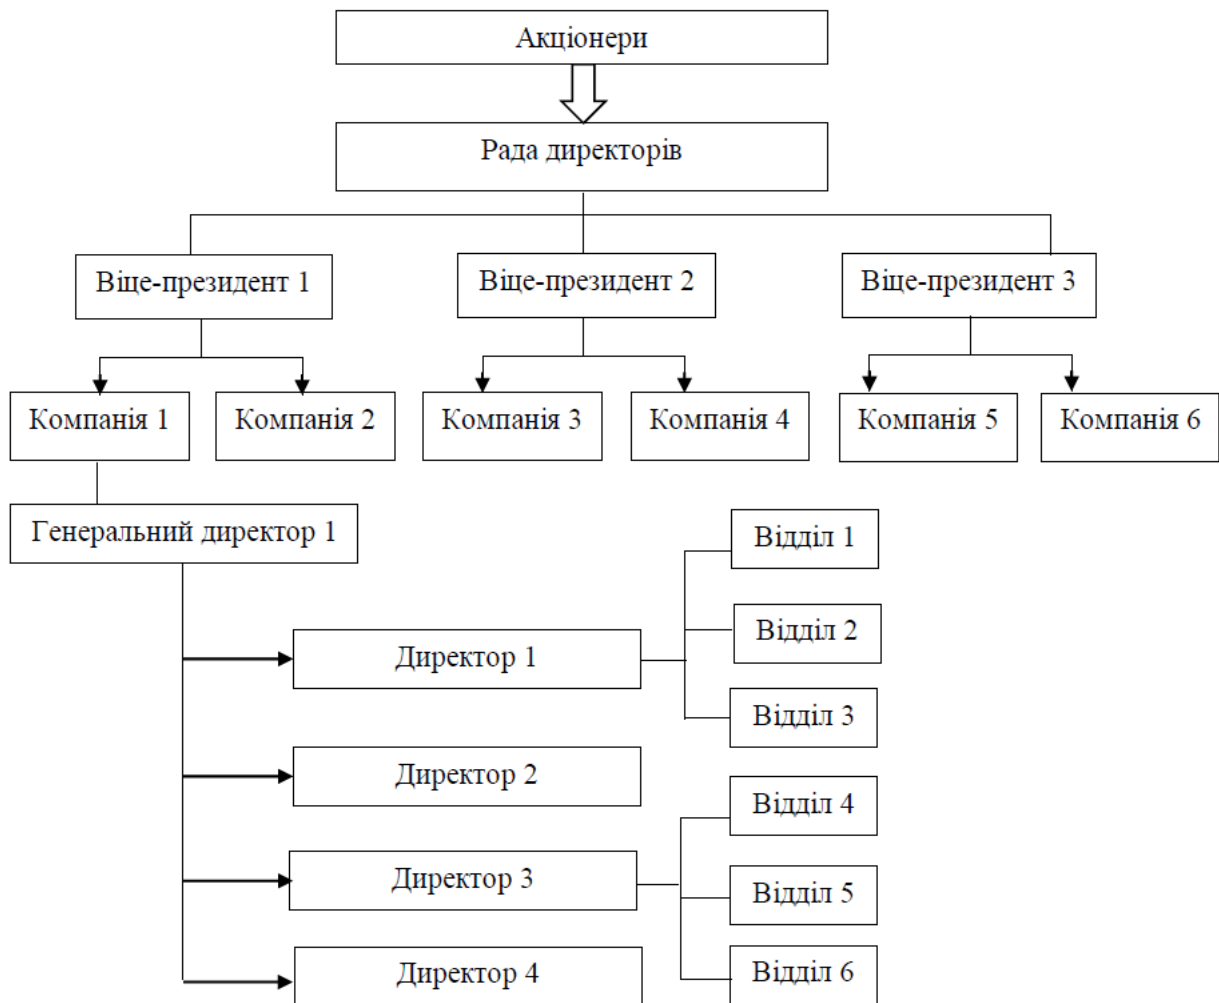 Акціонери
Рада директорів
Віце-президент 1
Віце-президент 2
Віце-президент 3
Компанія 1
Компанія 2
Компанія 3
Компанія 4
Компанія 5
Компанія 6
Генеральний директор 1
Відділ 1
Відділ 2
Директор 1
Відділ 3
Директор 2
Відділ 4
Директор 3
Відділ 5
Директор 4
Відділ 6